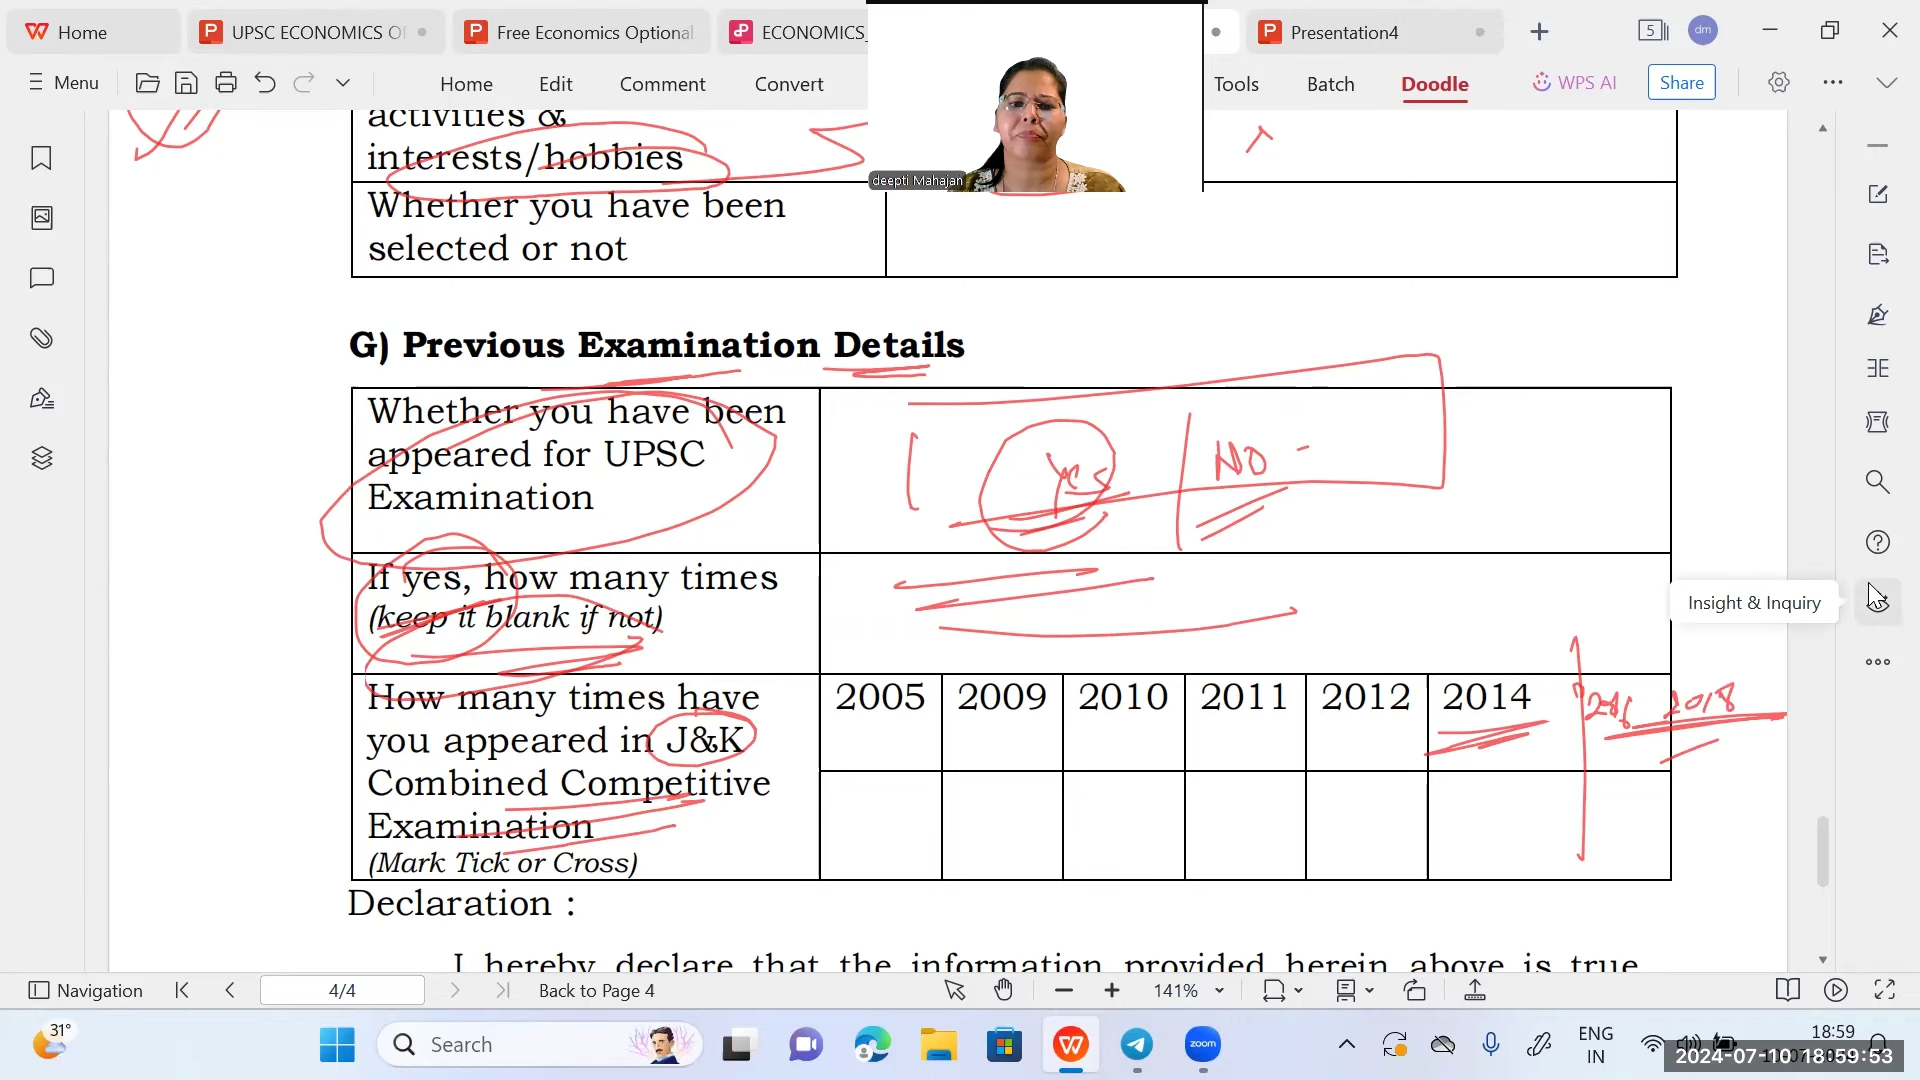 Home
UPSC ECONOMICS O
Free Economics Optional
ECONOMICS_
Presentation4
5
dm
Menu
Home
Edit
Comment
Convert
Tools
Batch
Doodle
WPS AI
Share
activities &
interests/hobbies
deepti Mahajan
Whether you have been
selected or not
G) Previous Examination Details
Whether you have been
appeared for UPSC
Examination
Yes
NO
If yes, how many times
(keep it blank if not)
Insight & Inquiry
How many times have
you appeared in J&K
Combined Competitive
Examination
(Mark Tick or Cross)
2005 2009 2010 2011 2012 2014
2018
Declaration :
I hereby declare that the information provided herein above is true
Navigation
4/4
Back to Page 4
141%
31°
Search
zoom
ENG
IN
18:59
2024-07-10 18:59:53